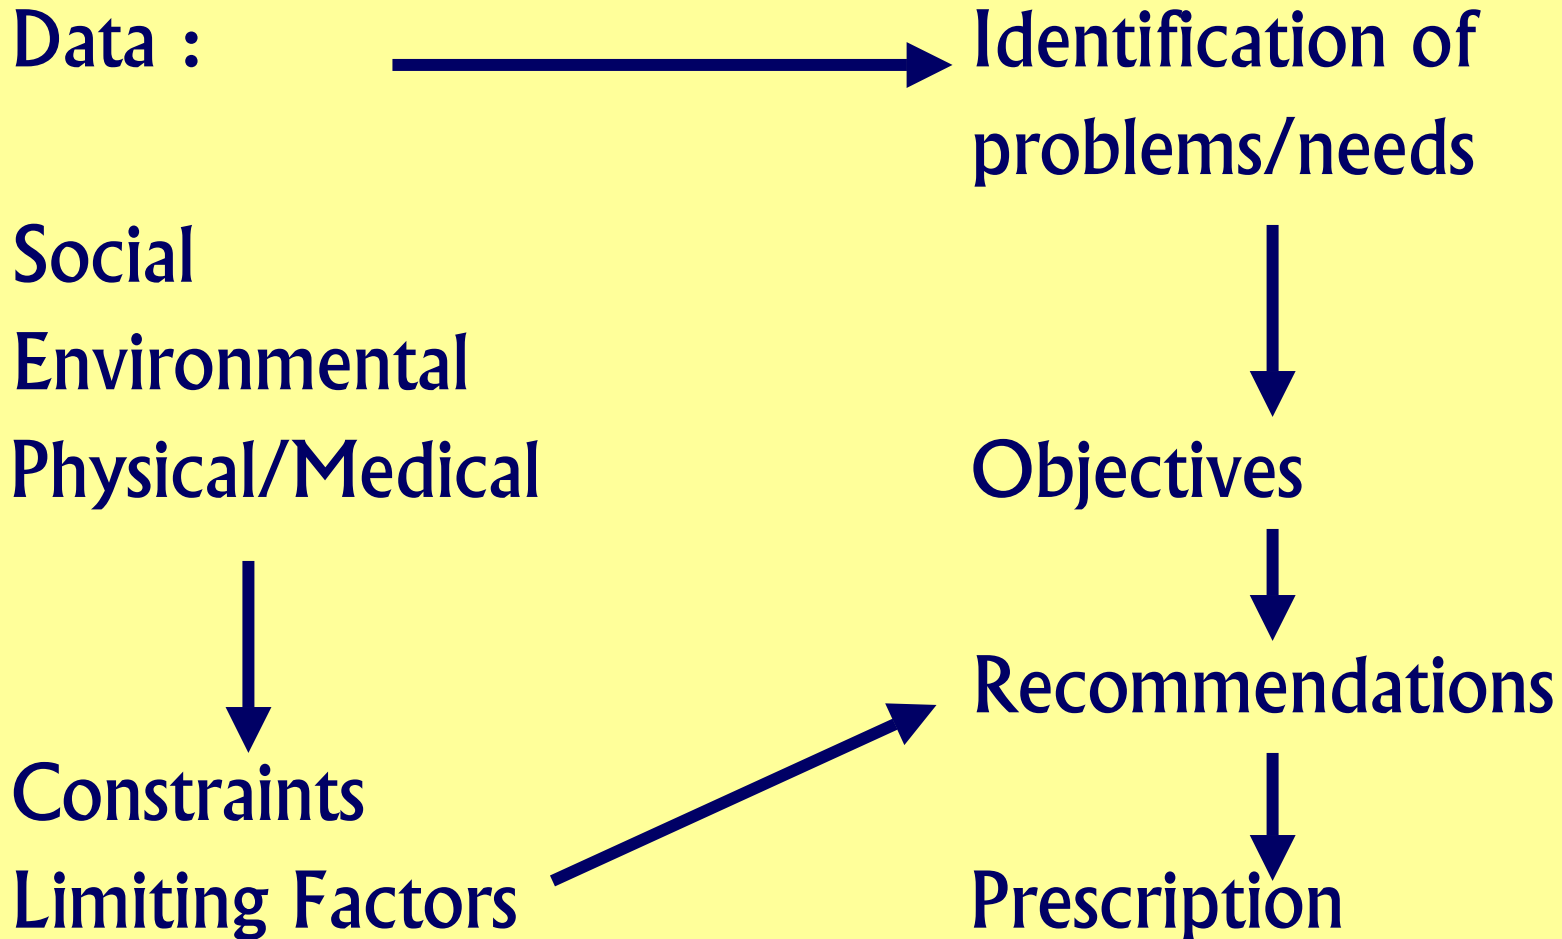 Data :
Social
Environmental
Physical/Medical
Constraints
Limiting Factors
Identification of
problems/needs
Objectives
Recommendations
Prescription